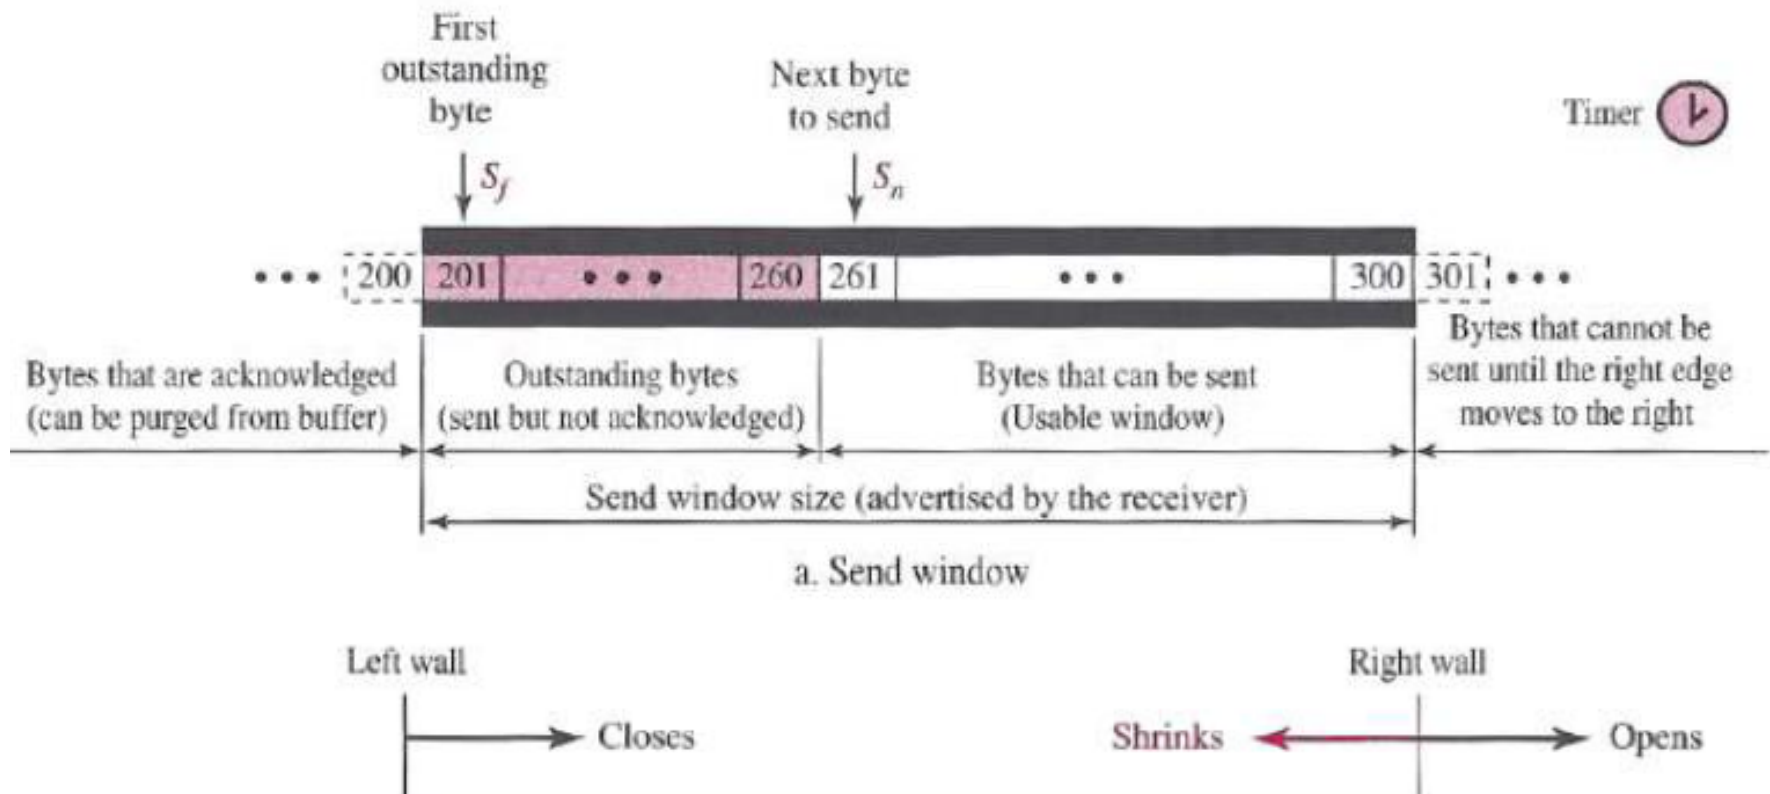 First
outstanding
byte
Next byte
to send
Timer
Sf
Sn
••• 200 201 ••• 260 261 ••• 300 301 •••
Bytes that are acknowledged
(can be purged from buffer)
Outstanding bytes
(sent but not acknowledged)
Bytes that can be sent
(Usable window)
Bytes that cannot be
sent until the right edge
moves to the right
Send window size (advertised by the receiver)
a. Send window
Left wall
Right wall
Closes
Shrinks
Opens